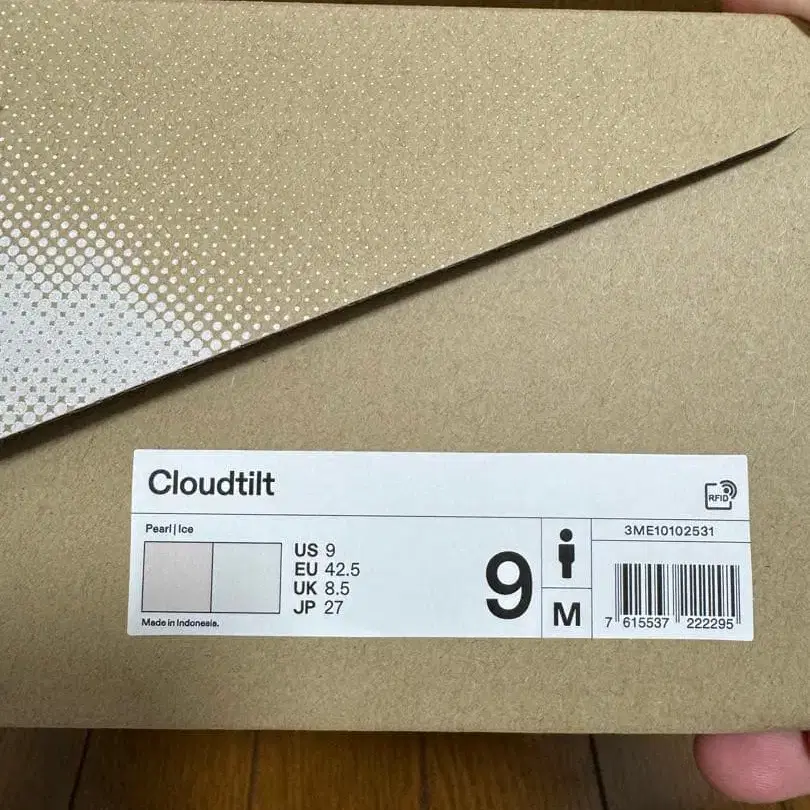 Cloudtilt
RFID
Pearl|Ice
US 9
EU 42.5
UK 8.5
JP 27
Made in Indonesia.
9
M
3ME10102531
7 615537 222295